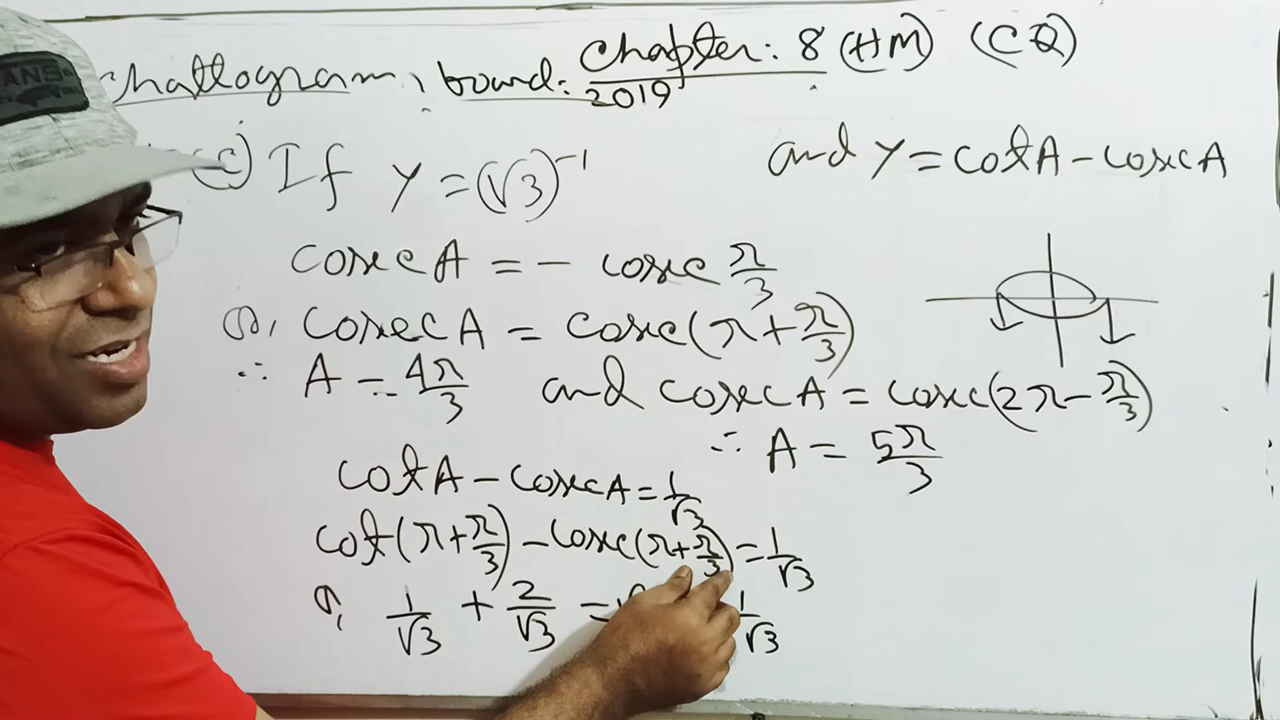 Chapter: 8 (HM) (CQ)
Chattogram, board: 2019
(c) If y = (√3)⁻¹ and y = cotA - cosecA
cosecA = - cosec π/3
or, cosecA = cosec(π + π/3)
∴ A = 4π/3 and cosecA = cosec(2π - π/3)
∴ A = 5π/3
cotA - cosecA = 1/√3
cot(π + π/3) - cosec(π + π/3) = 1/√3
or, 1/√3 + 2/√3 = 1/√3
VANS